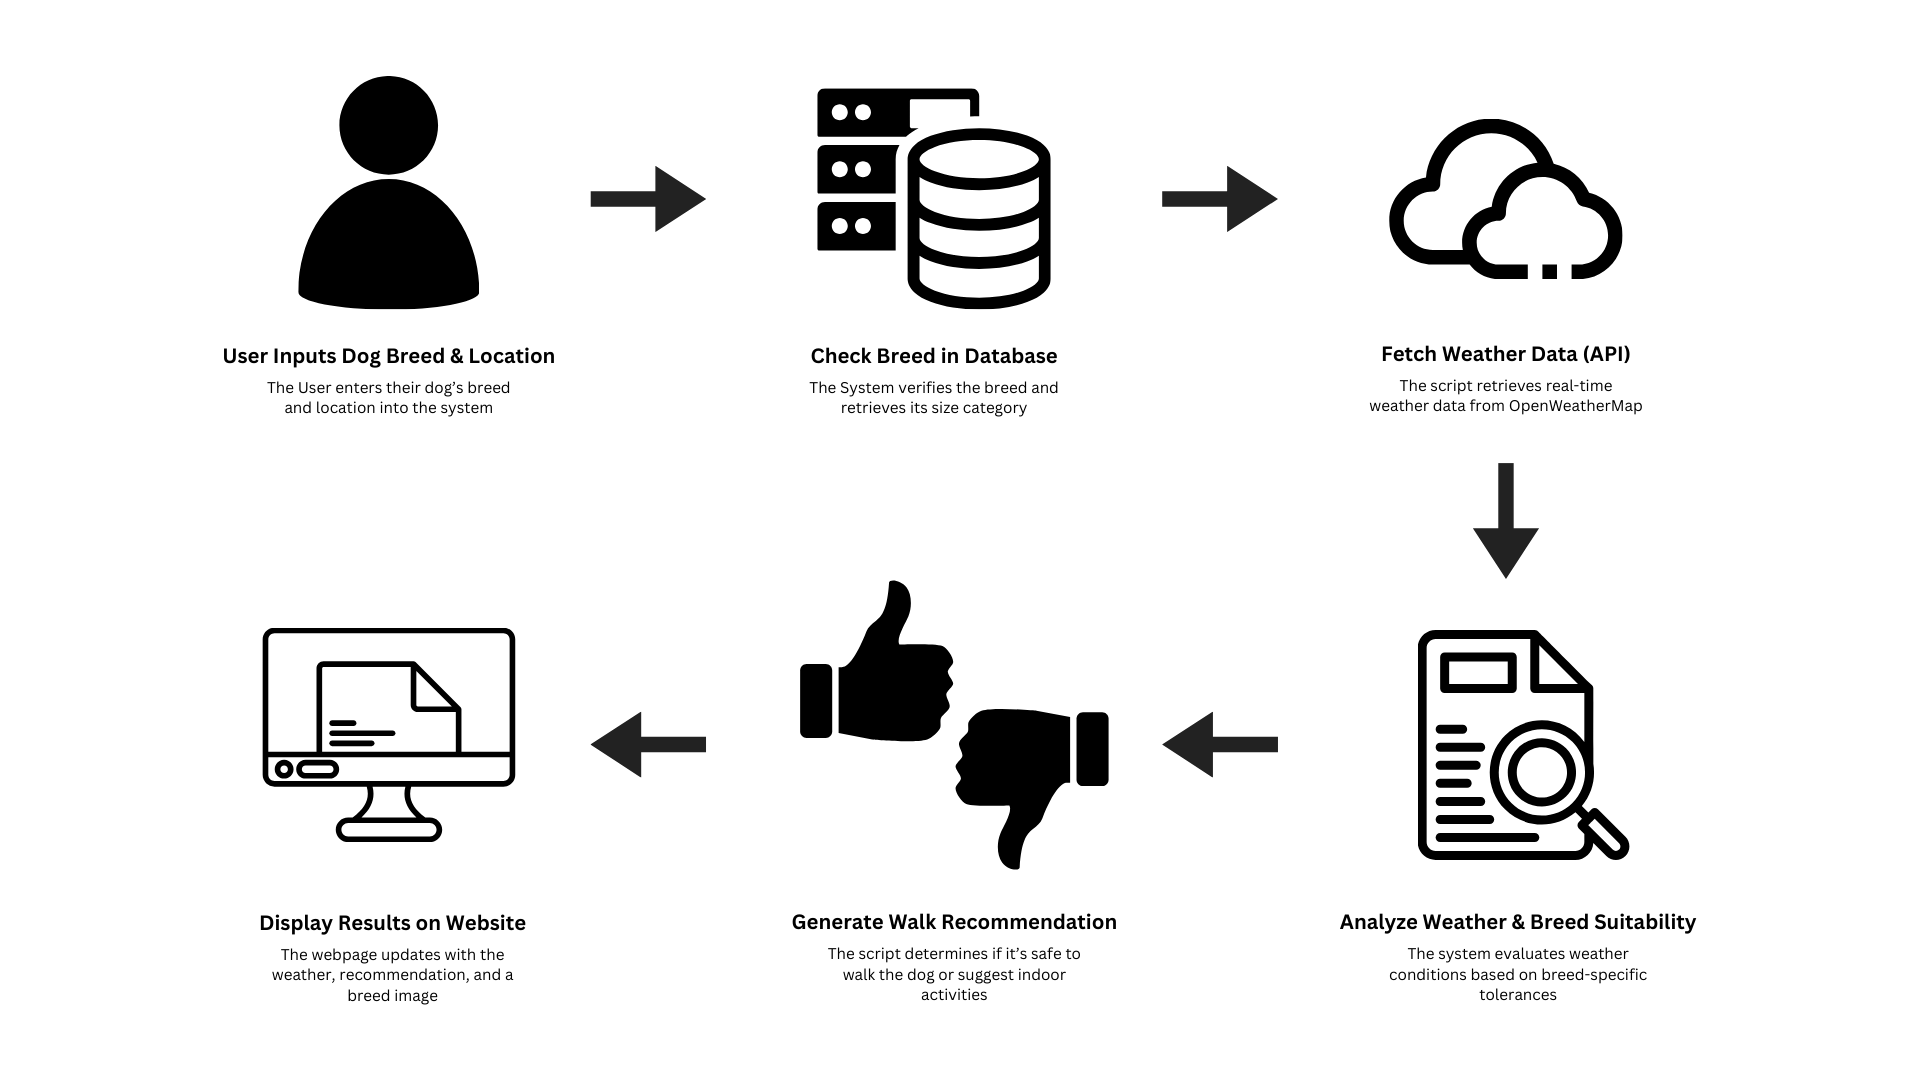 User Inputs Dog Breed & Location
The User enters their dog’s breed
and location into the system
Check Breed in Database
The System verifies the breed and
retrieves its size category
Fetch Weather Data (API)
The script retrieves real-time
weather data from OpenWeatherMap
Analyze Weather & Breed Suitability
The system evaluates weather
conditions based on breed-specific
tolerances
Generate Walk Recommendation
The script determines if it’s safe to
walk the dog or suggest indoor
activities
Display Results on Website
The webpage updates with the
weather, recommendation, and a
breed image